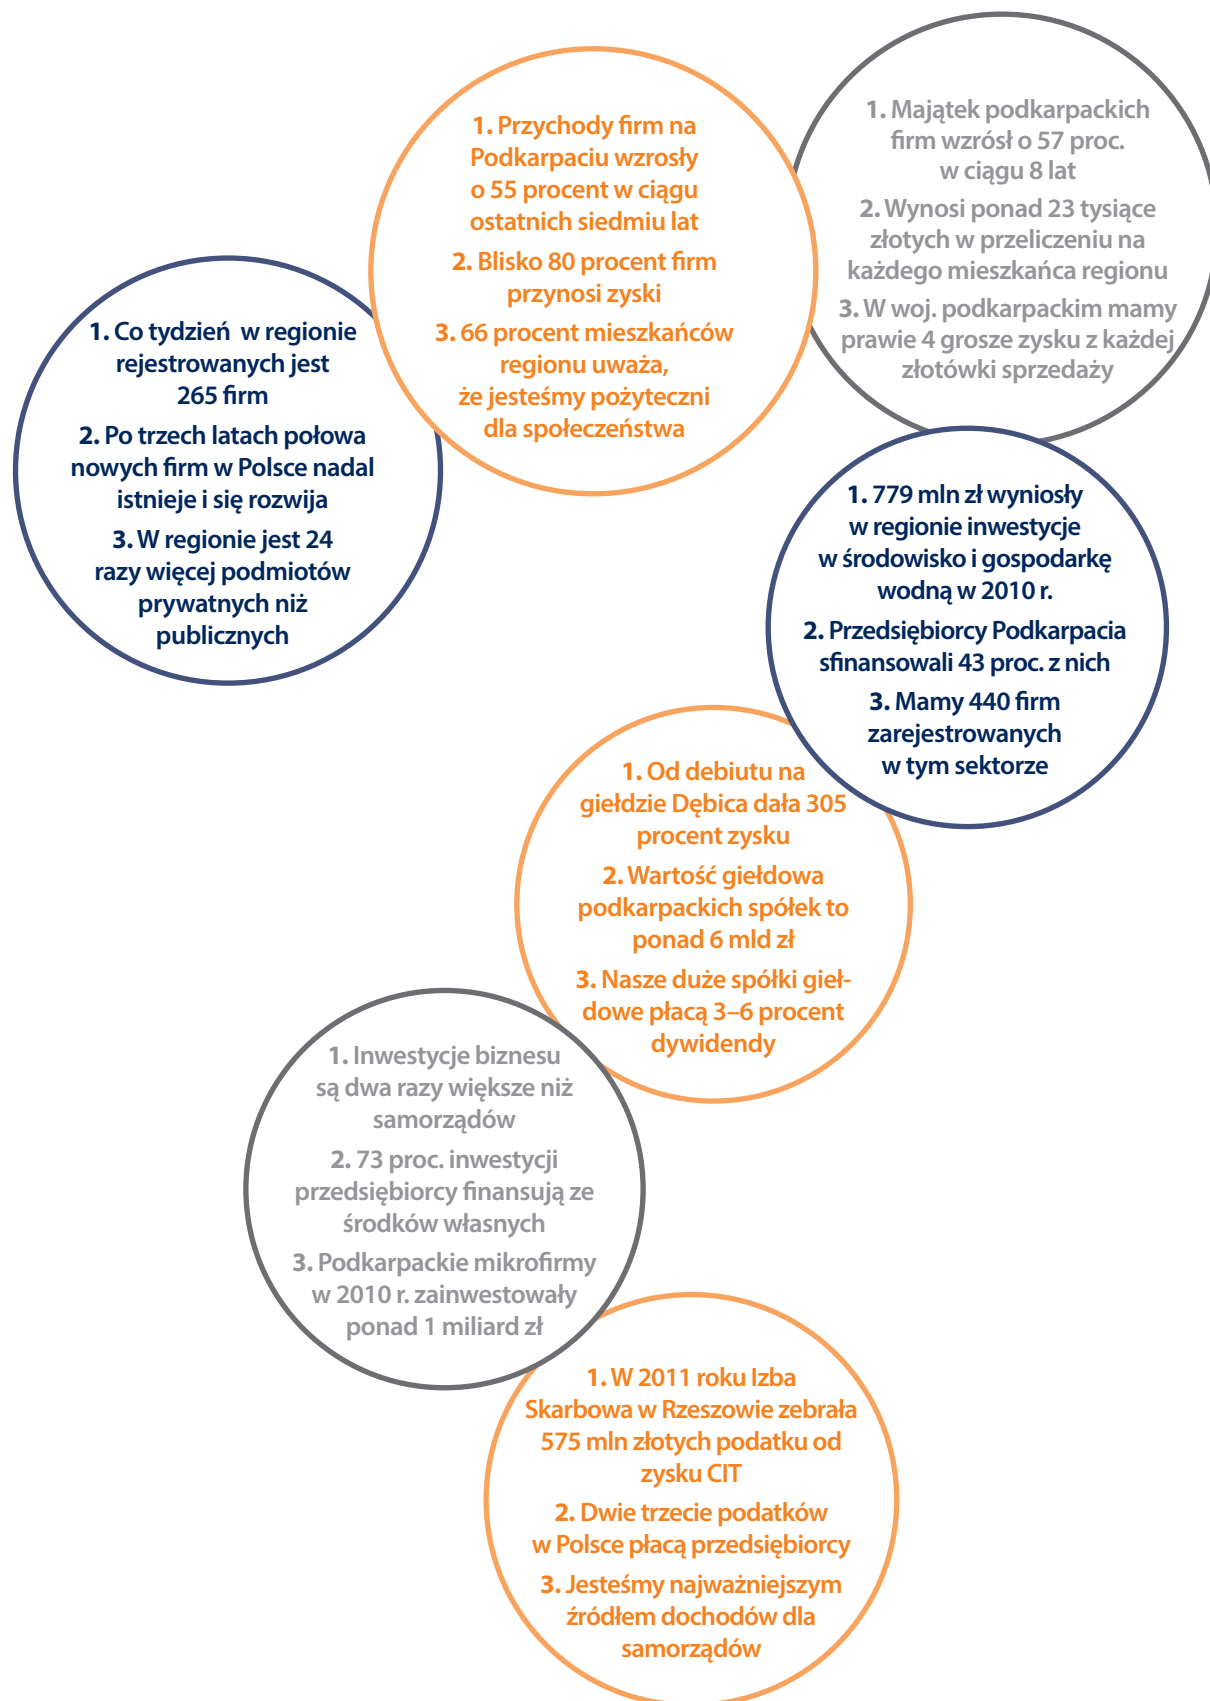 1. Majątek podkarpackich
firm wzrósł o 57 proc.
w ciągu 8 lat
2. Wynosi ponad 23 tysiące
złotych w przeliczeniu na
każdego mieszkańca regionu
3. W woj. podkarpackim mamy
prawie 4 grosze zysku z każdej
złotówki sprzedaży
1. Przychody firm na
Podkarpaciu wzrosły
o 55 procent w ciągu
ostatnich siedmiu lat
2. Blisko 80 procent firm
przynosi zyski
3. 66 procent mieszkańców
regionu uważa,
że jesteśmy pożyteczni
dla społeczeństwa
1. Co tydzień w regionie
rejestrowanych jest
265 firm
2. Po trzech latach połowa
nowych firm w Polsce nadal
istnieje i się rozwija
3. W regionie jest 24
razy więcej podmiotów
prywatnych niż
publicznych
1. 779 mln zł wyniosły
w regionie inwestycje
w środowisko i gospodarkę
wodną w 2010 r.
2. Przedsiębiorcy Podkarpacia
sfinansowali 43 proc. z nich
3. Mamy 440 firm
zarejestrowanych
w tym sektorze
1. Od debiutu na
giełdzie Dębica dała 305
procent zysku
2. Wartość giełdowa
podkarpackich spółek to
ponad 6 mld zł
3. Nasze duże spółki gieł-
dowe płacą 3–6 procent
dywidendy
1. Inwestycje biznesu
są dwa razy większe niż
samorządów
2. 73 proc. inwestycji
przedsiębiorcy finansują ze
środków własnych
3. Podkarpackie mikrofirmy
w 2010 r. zainwestowały
ponad 1 miliard zł
1. W 2011 roku Izba
Skarbowa w Rzeszowie zebrała
575 mln złotych podatku od
zysku CIT
2. Dwie trzecie podatków
w Polsce płacą przedsiębiorcy
3. Jesteśmy najważniejszym
źródłem dochodów dla
samorządów